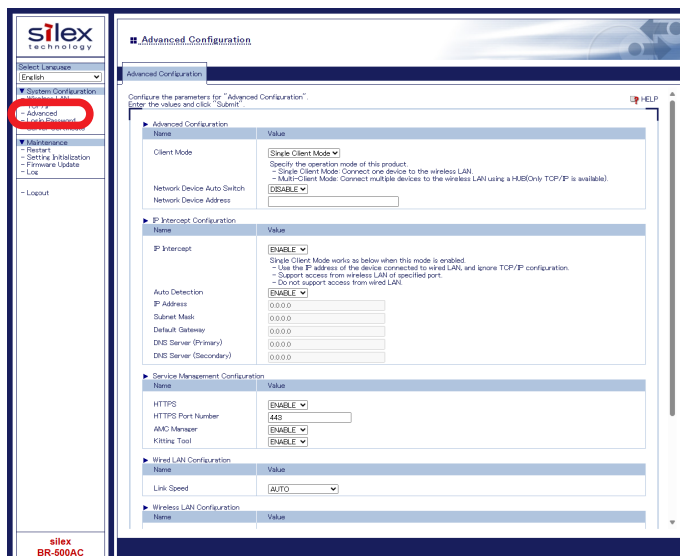 silex
technology
Select Language
English
▼ System Configuration
- Advanced
- Login Password
▼ Maintenance
- Restart
- Setting Initialization
- Firmware Update
- Log
- Logout
silex
BR-500AC
Advanced Configuration
Advanced Configuration
Configure the parameters for "Advanced Configuration".
Enter the values and click "Submit".
HELP
▶ Advanced Configuration
Name Value
Client Mode Single Client Mode
Specify the operation mode of this product.
- Single Client Mode: Connect one device to the wireless LAN.
- Multi-Client Mode: Connect multiple devices to the wireless LAN using a HUB(Only TCP/IP is available).
Network Device Auto Switch DISABLE
Network Device Address
▶ IP Intercept Configuration
Name Value
IP Intercept ENABLE
Single Client Mode works as below when this mode is enabled.
- Use the IP address of the device connected to wired LAN, and ignore TCP/IP configuration.
- Support access from wireless LAN of specified port.
- Do not support access from wired LAN.
Auto Detection ENABLE
IP Address 0.0.0.0
Subnet Mask 0.0.0.0
Default Gateway 0.0.0.0
DNS Server (Primary) 0.0.0.0
DNS Server (Secondary) 0.0.0.0
▶ Service Management Configuration
Name Value
HTTPS ENABLE
HTTPS Port Number 443
AMC Manager ENABLE
Kitting Tool ENABLE
▶ Wired LAN Configuration
Name Value
Link Speed AUTO
▶ Wireless LAN Configuration
Name Value